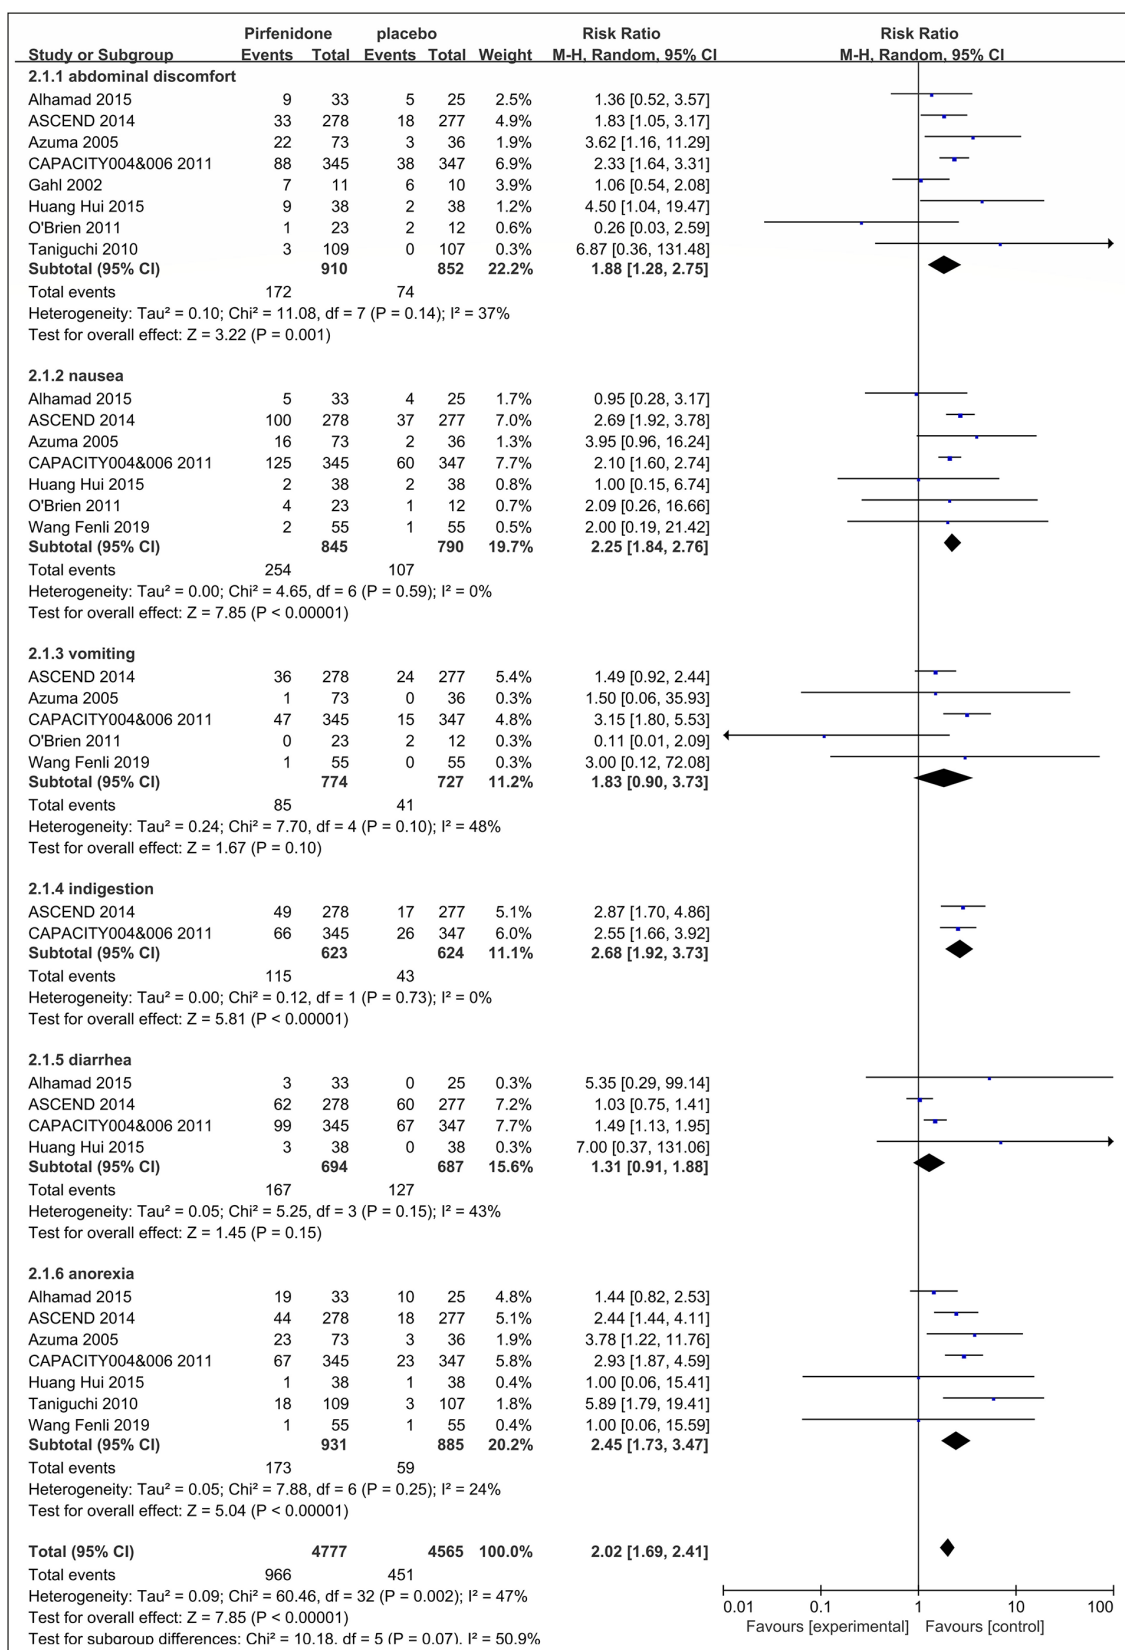 Pirfenidone placebo Risk Ratio Risk Ratio
Study or Subgroup Events Total Events Total Weight M-H, Random, 95% CI M-H, Random, 95% CI
2.1.1 abdominal discomfort
Alhamad 2015 9 33 5 25 2.5% 1.36 [0.52, 3.57]
ASCEND 2014 33 278 18 277 4.9% 1.83 [1.05, 3.17]
Azuma 2005 22 73 3 36 1.9% 3.62 [1.16, 11.29]
CAPACITY004&006 2011 88 345 38 347 6.9% 2.33 [1.64, 3.31]
Gahl 2002 7 11 6 10 3.9% 1.06 [0.54, 2.08]
Huang Hui 2015 9 38 2 38 1.2% 4.50 [1.04, 19.47]
O'Brien 2011 1 23 2 12 0.6% 0.26 [0.03, 2.59]
Taniguchi 2010 3 109 0 107 0.3% 6.87 [0.36, 131.48]
Subtotal (95% CI) 910 852 22.2% 1.88 [1.28, 2.75]
Total events 172 74
Heterogeneity: Tau² = 0.10; Chi² = 11.08, df = 7 (P = 0.14); I² = 37%
Test for overall effect: Z = 3.22 (P = 0.001)
2.1.2 nausea
Alhamad 2015 5 33 4 25 1.7% 0.95 [0.28, 3.17]
ASCEND 2014 100 278 37 277 7.0% 2.69 [1.92, 3.78]
Azuma 2005 16 73 2 36 1.3% 3.95 [0.96, 16.24]
CAPACITY004&006 2011 125 345 60 347 7.7% 2.10 [1.60, 2.74]
Huang Hui 2015 2 38 2 38 0.8% 1.00 [0.15, 6.74]
O'Brien 2011 4 23 1 12 0.7% 2.09 [0.26, 16.66]
Wang Fenli 2019 2 55 1 55 0.5% 2.00 [0.19, 21.42]
Subtotal (95% CI) 845 790 19.7% 2.25 [1.84, 2.76]
Total events 254 107
Heterogeneity: Tau² = 0.00; Chi² = 4.65, df = 6 (P = 0.59); I² = 0%
Test for overall effect: Z = 7.85 (P < 0.00001)
2.1.3 vomiting
ASCEND 2014 36 278 24 277 5.4% 1.49 [0.92, 2.44]
Azuma 2005 1 73 0 36 0.3% 1.50 [0.06, 35.93]
CAPACITY004&006 2011 47 345 15 347 4.8% 3.15 [1.80, 5.53]
O'Brien 2011 0 23 2 12 0.3% 0.11 [0.01, 2.09]
Wang Fenli 2019 1 55 0 55 0.3% 3.00 [0.12, 72.08]
Subtotal (95% CI) 774 727 11.2% 1.83 [0.90, 3.73]
Total events 85 41
Heterogeneity: Tau² = 0.24; Chi² = 7.70, df = 4 (P = 0.10); I² = 48%
Test for overall effect: Z = 1.67 (P = 0.10)
2.1.4 indigestion
ASCEND 2014 49 278 17 277 5.1% 2.87 [1.70, 4.86]
CAPACITY004&006 2011 66 345 26 347 6.0% 2.55 [1.66, 3.92]
Subtotal (95% CI) 623 624 11.1% 2.68 [1.92, 3.73]
Total events 115 43
Heterogeneity: Tau² = 0.00; Chi² = 0.12, df = 1 (P = 0.73); I² = 0%
Test for overall effect: Z = 5.81 (P < 0.00001)
2.1.5 diarrhea
Alhamad 2015 3 33 0 25 0.3% 5.35 [0.29, 99.14]
ASCEND 2014 62 278 60 277 7.2% 1.03 [0.75, 1.41]
CAPACITY004&006 2011 99 345 67 347 7.7% 1.49 [1.13, 1.95]
Huang Hui 2015 3 38 0 38 0.3% 7.00 [0.37, 131.06]
Subtotal (95% CI) 694 687 15.6% 1.31 [0.91, 1.88]
Total events 167 127
Heterogeneity: Tau² = 0.05; Chi² = 5.25, df = 3 (P = 0.15); I² = 43%
Test for overall effect: Z = 1.45 (P = 0.15)
2.1.6 anorexia
Alhamad 2015 19 33 10 25 4.8% 1.44 [0.82, 2.53]
ASCEND 2014 44 278 18 277 5.1% 2.44 [1.44, 4.11]
Azuma 2005 23 73 3 36 1.9% 3.78 [1.22, 11.76]
CAPACITY004&006 2011 67 345 23 347 5.8% 2.93 [1.87, 4.59]
Huang Hui 2015 1 38 1 38 0.4% 1.00 [0.06, 15.41]
Taniguchi 2010 18 109 3 107 1.8% 5.89 [1.79, 19.41]
Wang Fenli 2019 1 55 1 55 0.4% 1.00 [0.06, 15.59]
Subtotal (95% CI) 931 885 20.2% 2.45 [1.73, 3.47]
Total events 173 59
Heterogeneity: Tau² = 0.05; Chi² = 7.88, df = 6 (P = 0.25); I² = 24%
Test for overall effect: Z = 5.04 (P < 0.00001)
Total (95% CI) 4777 4565 100.0% 2.02 [1.69, 2.41]
Total events 966 451
Heterogeneity: Tau² = 0.09; Chi² = 60.46, df = 32 (P = 0.002); I² = 47%
Test for overall effect: Z = 7.85 (P < 0.00001)
Test for subgroup differences: Chi² = 10.18, df = 5 (P = 0.07), I² = 50.9%
0.01 0.1 1 10 100
Favours [experimental] Favours [control]